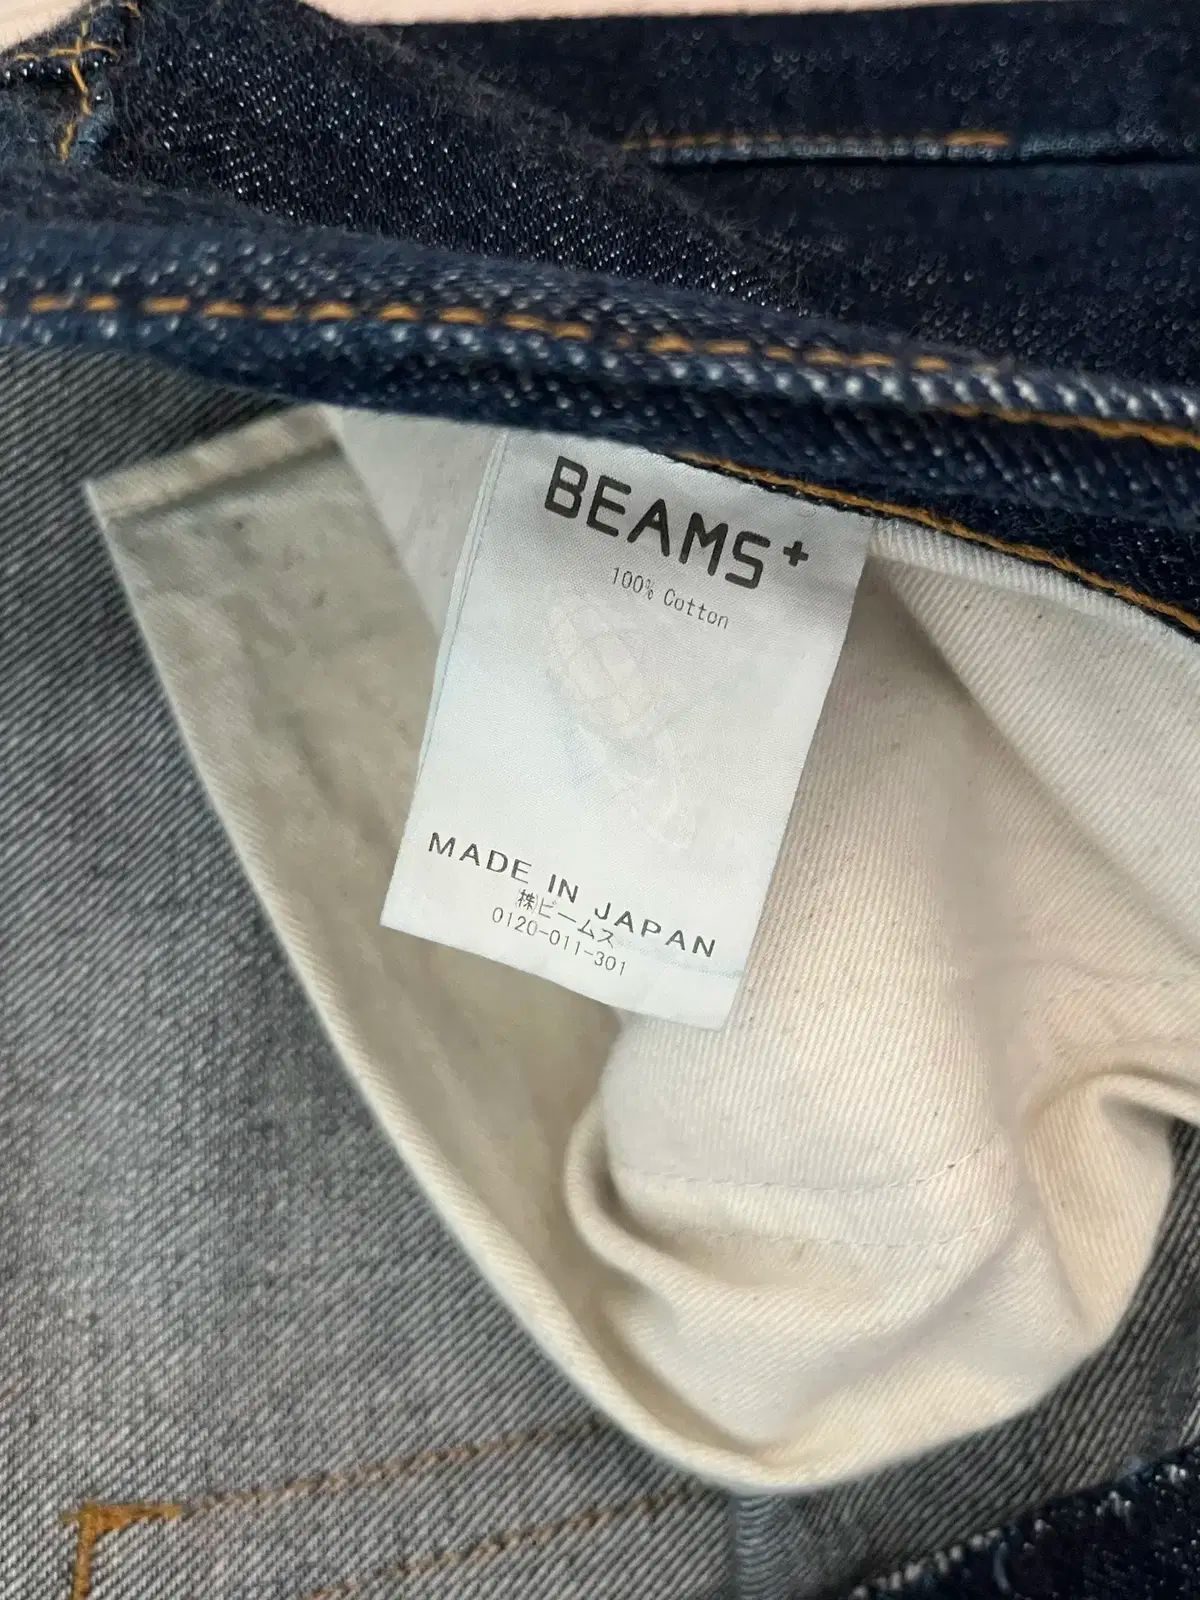 BEAMS+
100% Cotton
MADE IN JAPAN
㈱ビームス
0120-011-301